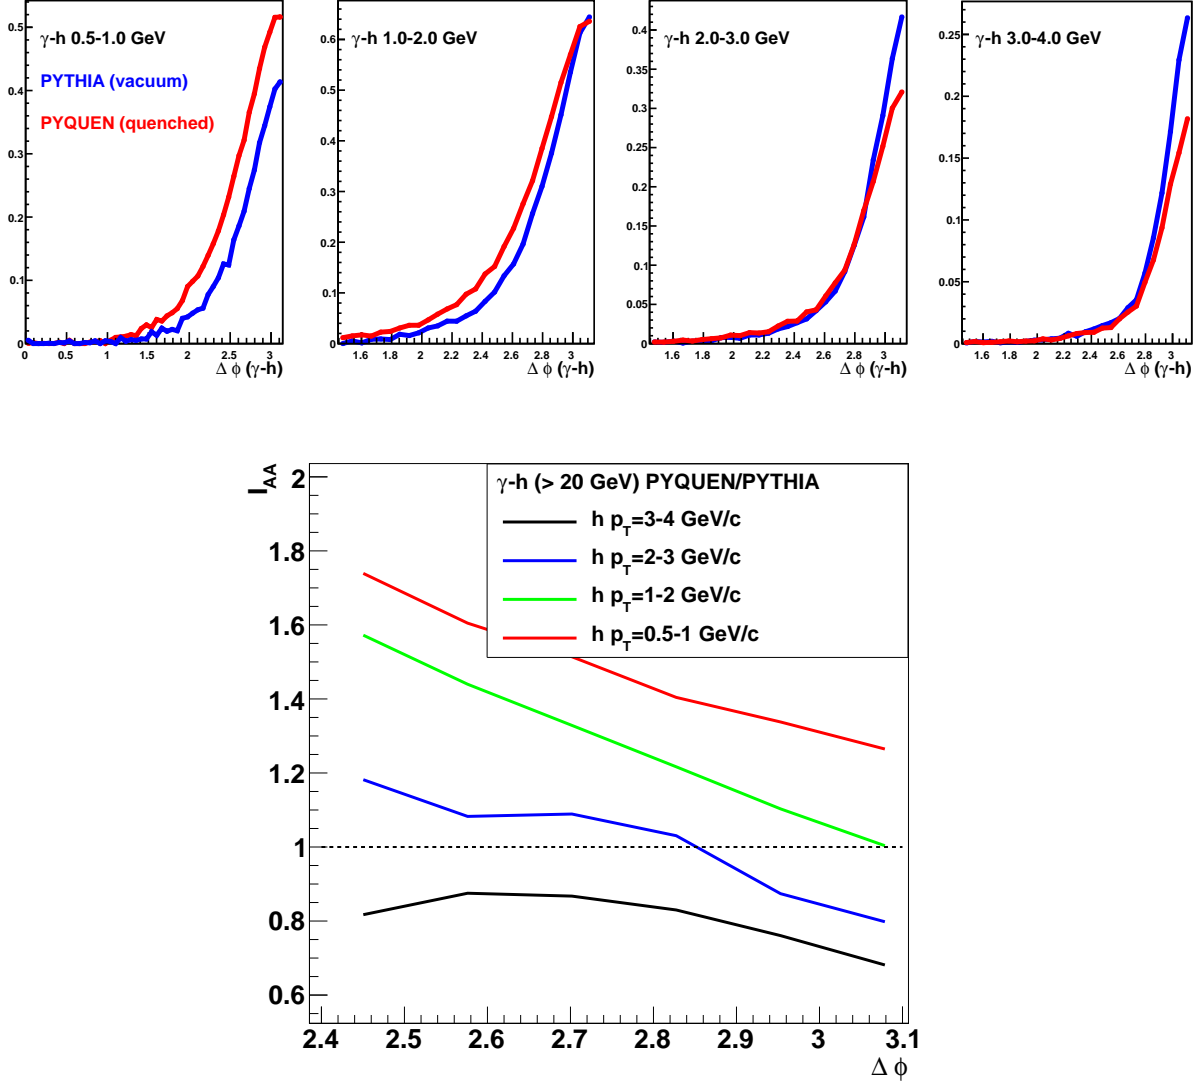 γ-h 0.5-1.0 GeV
PYTHIA (vacuum)
PYQUEN (quenched)
0.5
0.4
0.3
0.2
0.1
0
0 0.5 1 1.5 2 2.5 3
Δ ϕ (γ-h)
γ-h 1.0-2.0 GeV
0.6
0.5
0.4
0.3
0.2
0.1
0
1.6 1.8 2 2.2 2.4 2.6 2.8 3
Δ ϕ (γ-h)
γ-h 2.0-3.0 GeV
0.4
0.35
0.3
0.25
0.2
0.15
0.1
0.05
0
1.6 1.8 2 2.2 2.4 2.6 2.8 3
Δ ϕ (γ-h)
γ-h 3.0-4.0 GeV
0.25
0.2
0.15
0.1
0.05
0
1.6 1.8 2 2.2 2.4 2.6 2.8 3
Δ ϕ (γ-h)
I_AA
2
1.8
1.6
1.4
1.2
1
0.8
0.6
γ-h (> 20 GeV) PYQUEN/PYTHIA
h p_T=3-4 GeV/c
h p_T=2-3 GeV/c
h p_T=1-2 GeV/c
h p_T=0.5-1 GeV/c
2.4 2.5 2.6 2.7 2.8 2.9 3 3.1
Δ ϕ